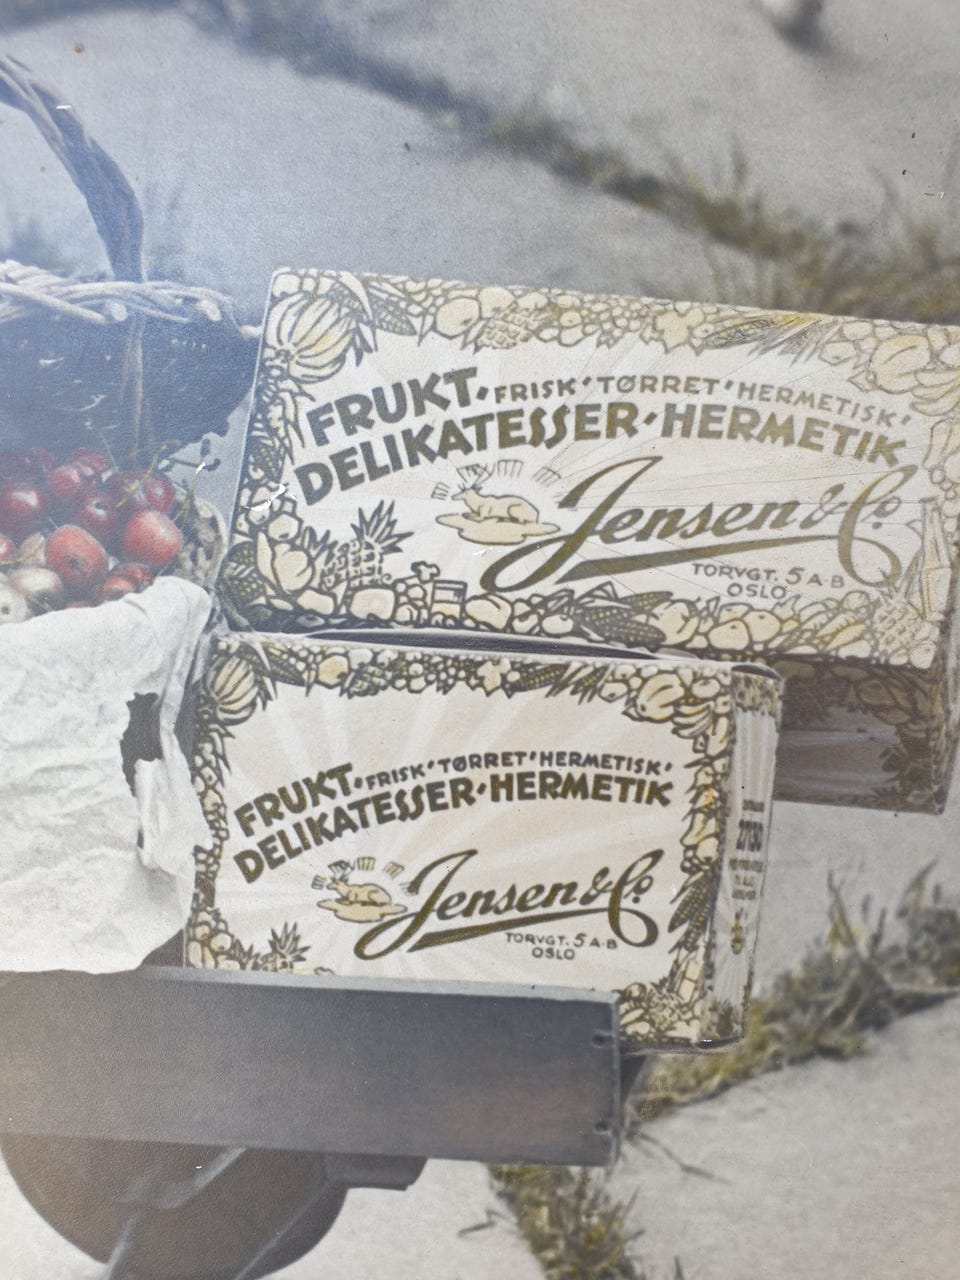 FRUKT·FRISK·TØRRET·HERMETISK·
DELIKATESSER·HERMETIK
Jensen & Co.
TORVGT. 5 A·B
OSLO
FRUKT·FRISK·TØRRET·HERMETISK·
DELIKATESSER·HERMETIK
Jensen & Co.
TORVGT. 5 A·B
OSLO